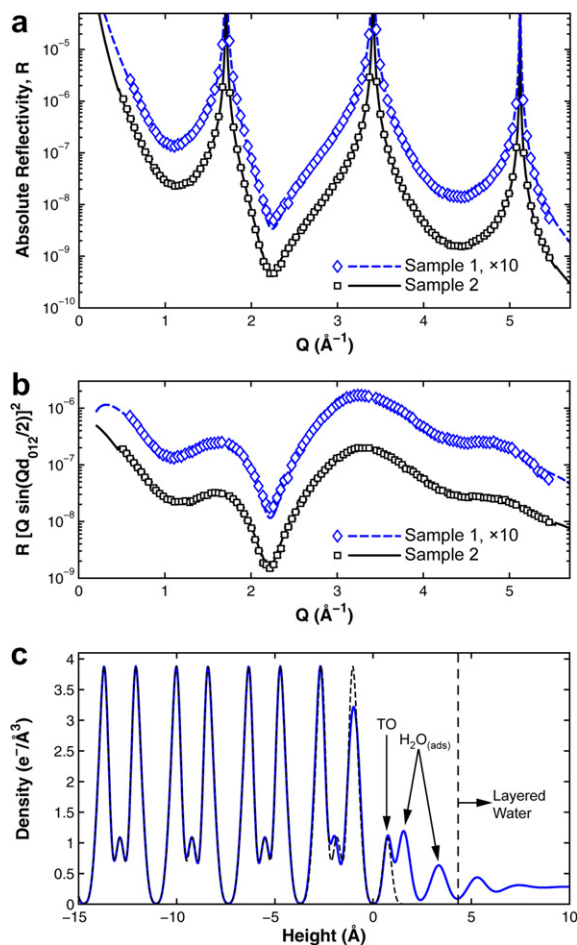 a
Absolute Reflectivity, R
10⁻⁵
10⁻⁶
10⁻⁷
10⁻⁸
10⁻⁹
10⁻¹⁰
Sample 1, ×10
Sample 2
0 1 2 3 4 5
Q (Å⁻¹)
b
R [Q sin(Qd₀₁₂/2)]²
10⁻⁶
10⁻⁷
10⁻⁸
10⁻⁹
Sample 1, ×10
Sample 2
0 1 2 3 4 5
Q (Å⁻¹)
c
Density (e⁻/Å³)
4
3.5
3
2.5
2
1.5
1
0.5
0
TO
H₂O₍ads₎
Layered
Water
−15 −10 −5 0 5 10
Height (Å)